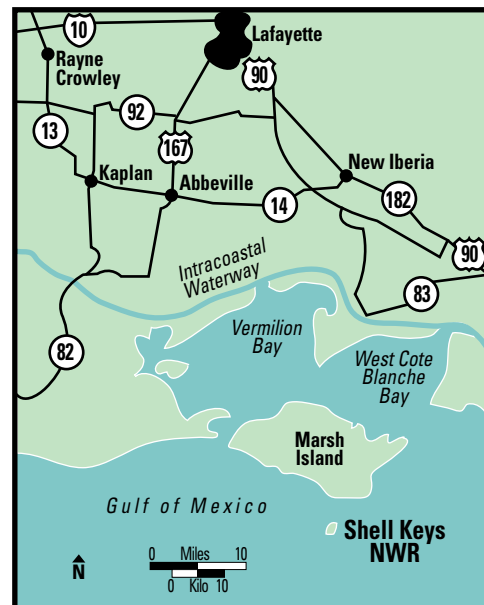 10
Lafayette
Rayne
Crowley
90
92
13
167
New Iberia
Kaplan
Abbeville
182
14
90
Intracoastal
Waterway
83
Vermilion
Bay
82
West Cote
Blanche
Bay
Marsh
Island
Gulf of Mexico
Shell Keys
NWR
N
0 Miles 10
0 Kilo 10